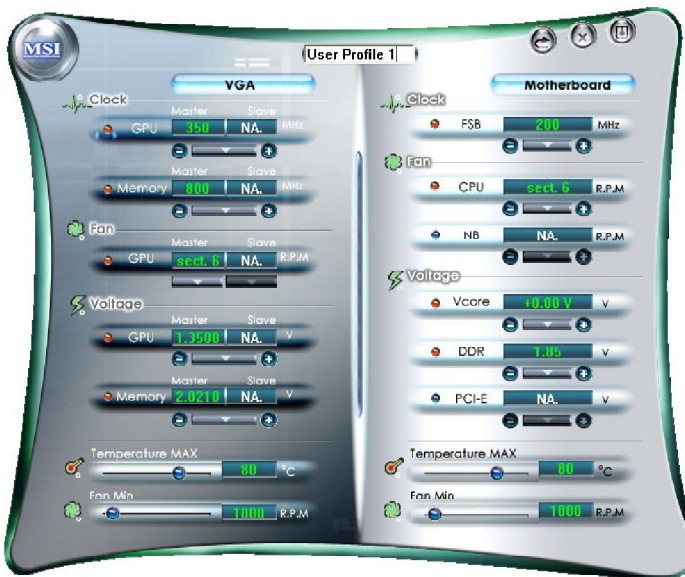 MSI
User Profile 1
VGA
Clock
Master Slave
GPU 350 NA. MHz
Memory 800 NA. MHz
Fan
Master Slave
GPU sect. 6 NA. R.P.M
Voltage
Master Slave
GPU 1.3500 NA. V
Master Slave
Memory 2.0210 NA. V
Temperature MAX
80 °C
Fan Min
1000 R.P.M
Motherboard
Clock
FSB 200 MHz
Fan
CPU sect. 6 R.P.M
NB NA. R.P.M
Voltage
Vcore +0.00 V V
DDR 1.85 V
PCI-E NA. V
Temperature MAX
80 °C
Fan Min
1000 R.P.M